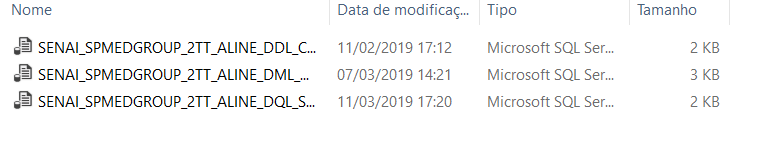 Nome Data de modificaç... Tipo Tamanho
SENAI_SPMEDGROUP_2TT_ALINE_DDL_C... 11/02/2019 17:12 Microsoft SQL Ser... 2 KB
SENAI_SPMEDGROUP_2TT_ALINE_DML_... 07/03/2019 14:21 Microsoft SQL Ser... 3 KB
SENAI_SPMEDGROUP_2TT_ALINE_DQL_S... 11/03/2019 17:20 Microsoft SQL Ser... 2 KB